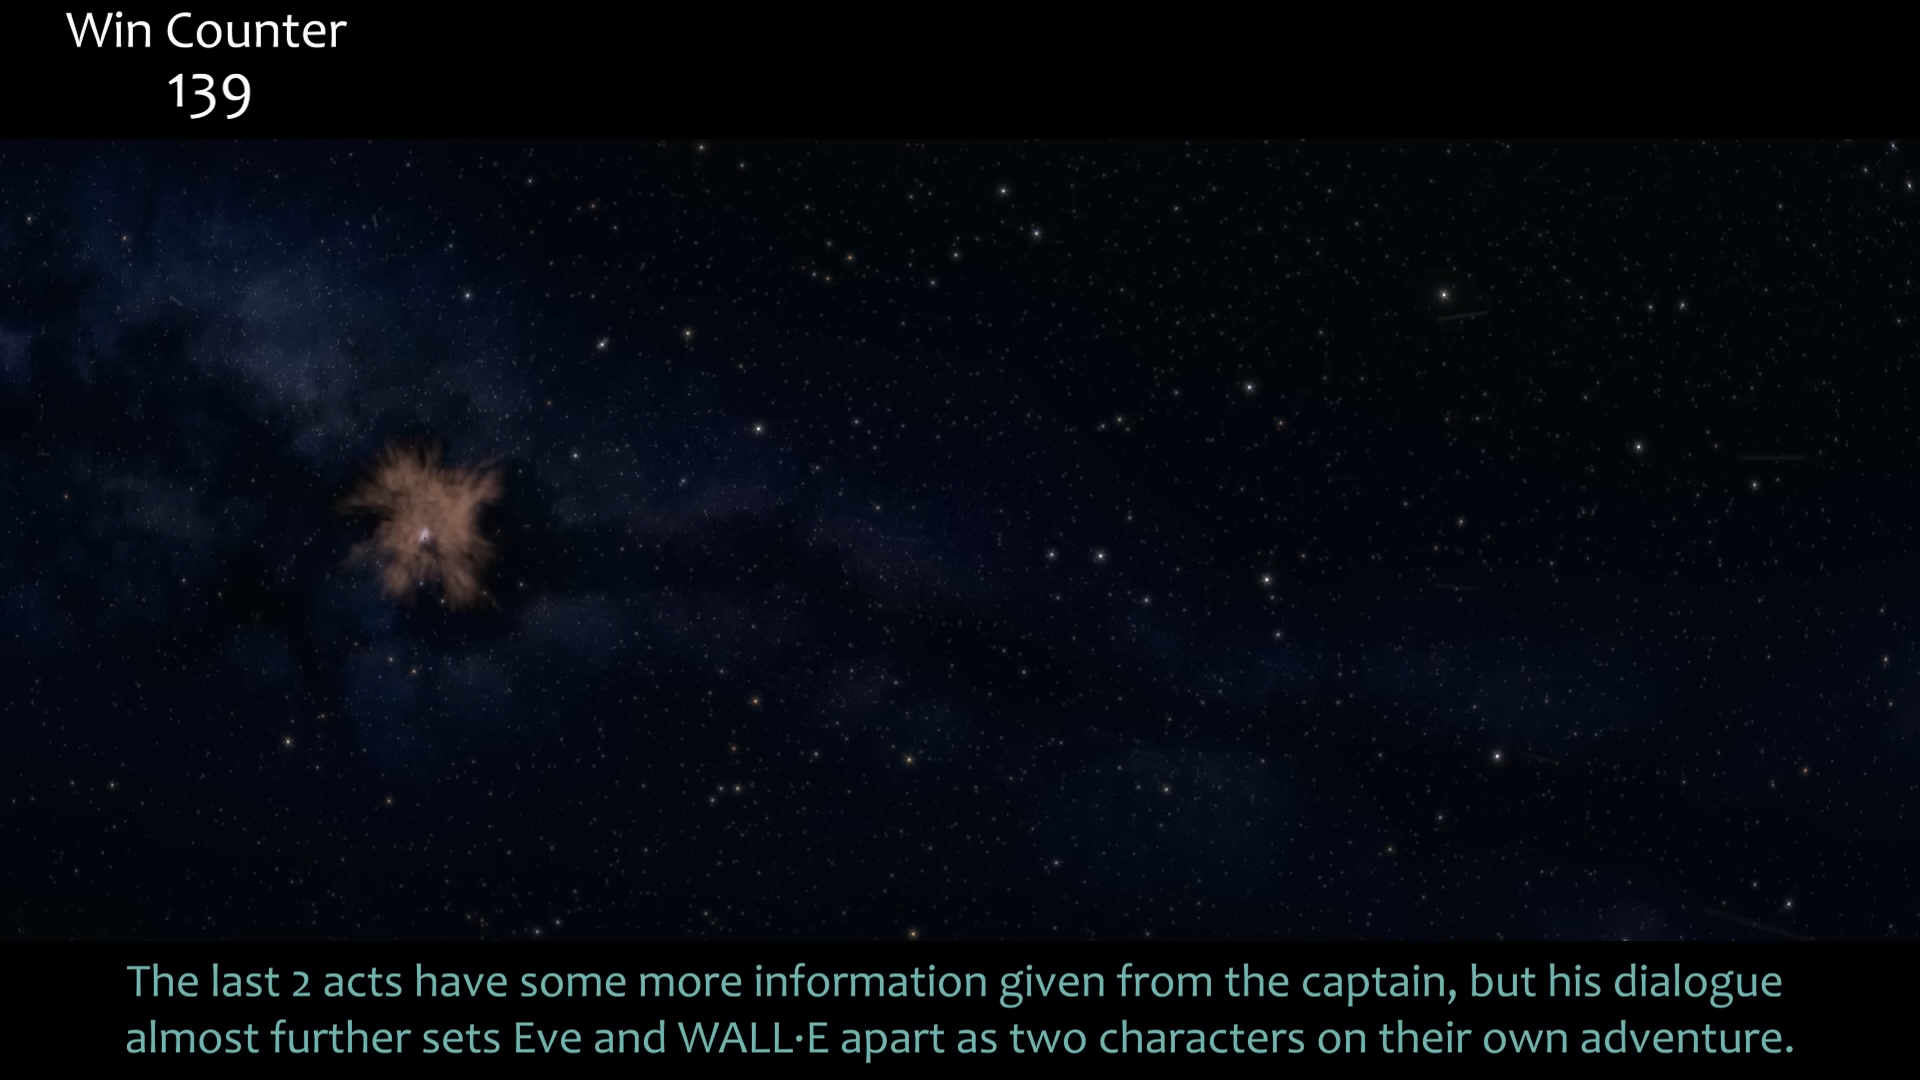 Win Counter
139
The last 2 acts have some more information given from the captain, but his dialogue
almost further sets Eve and WALL·E apart as two characters on their own adventure.